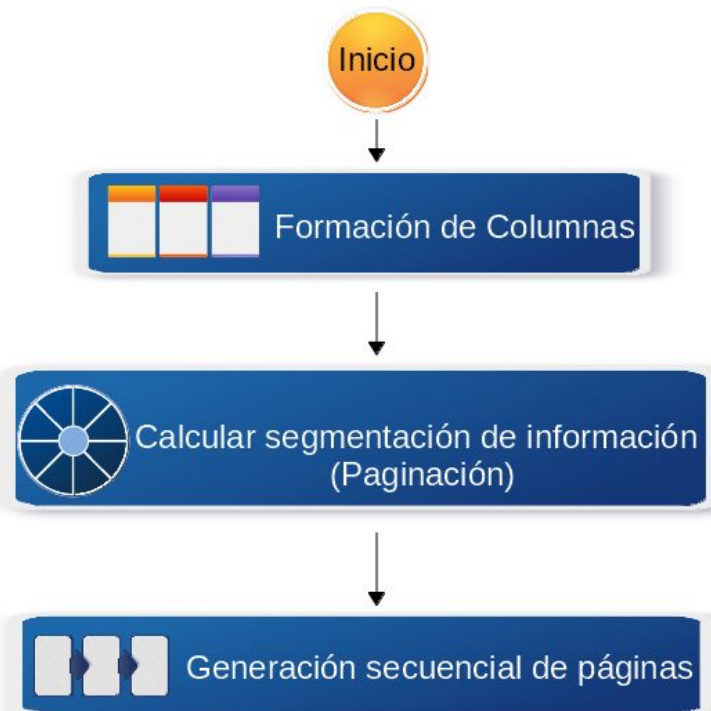 Inicio
Formación de Columnas
Calcular segmentación de información
(Paginación)
Generación secuencial de páginas